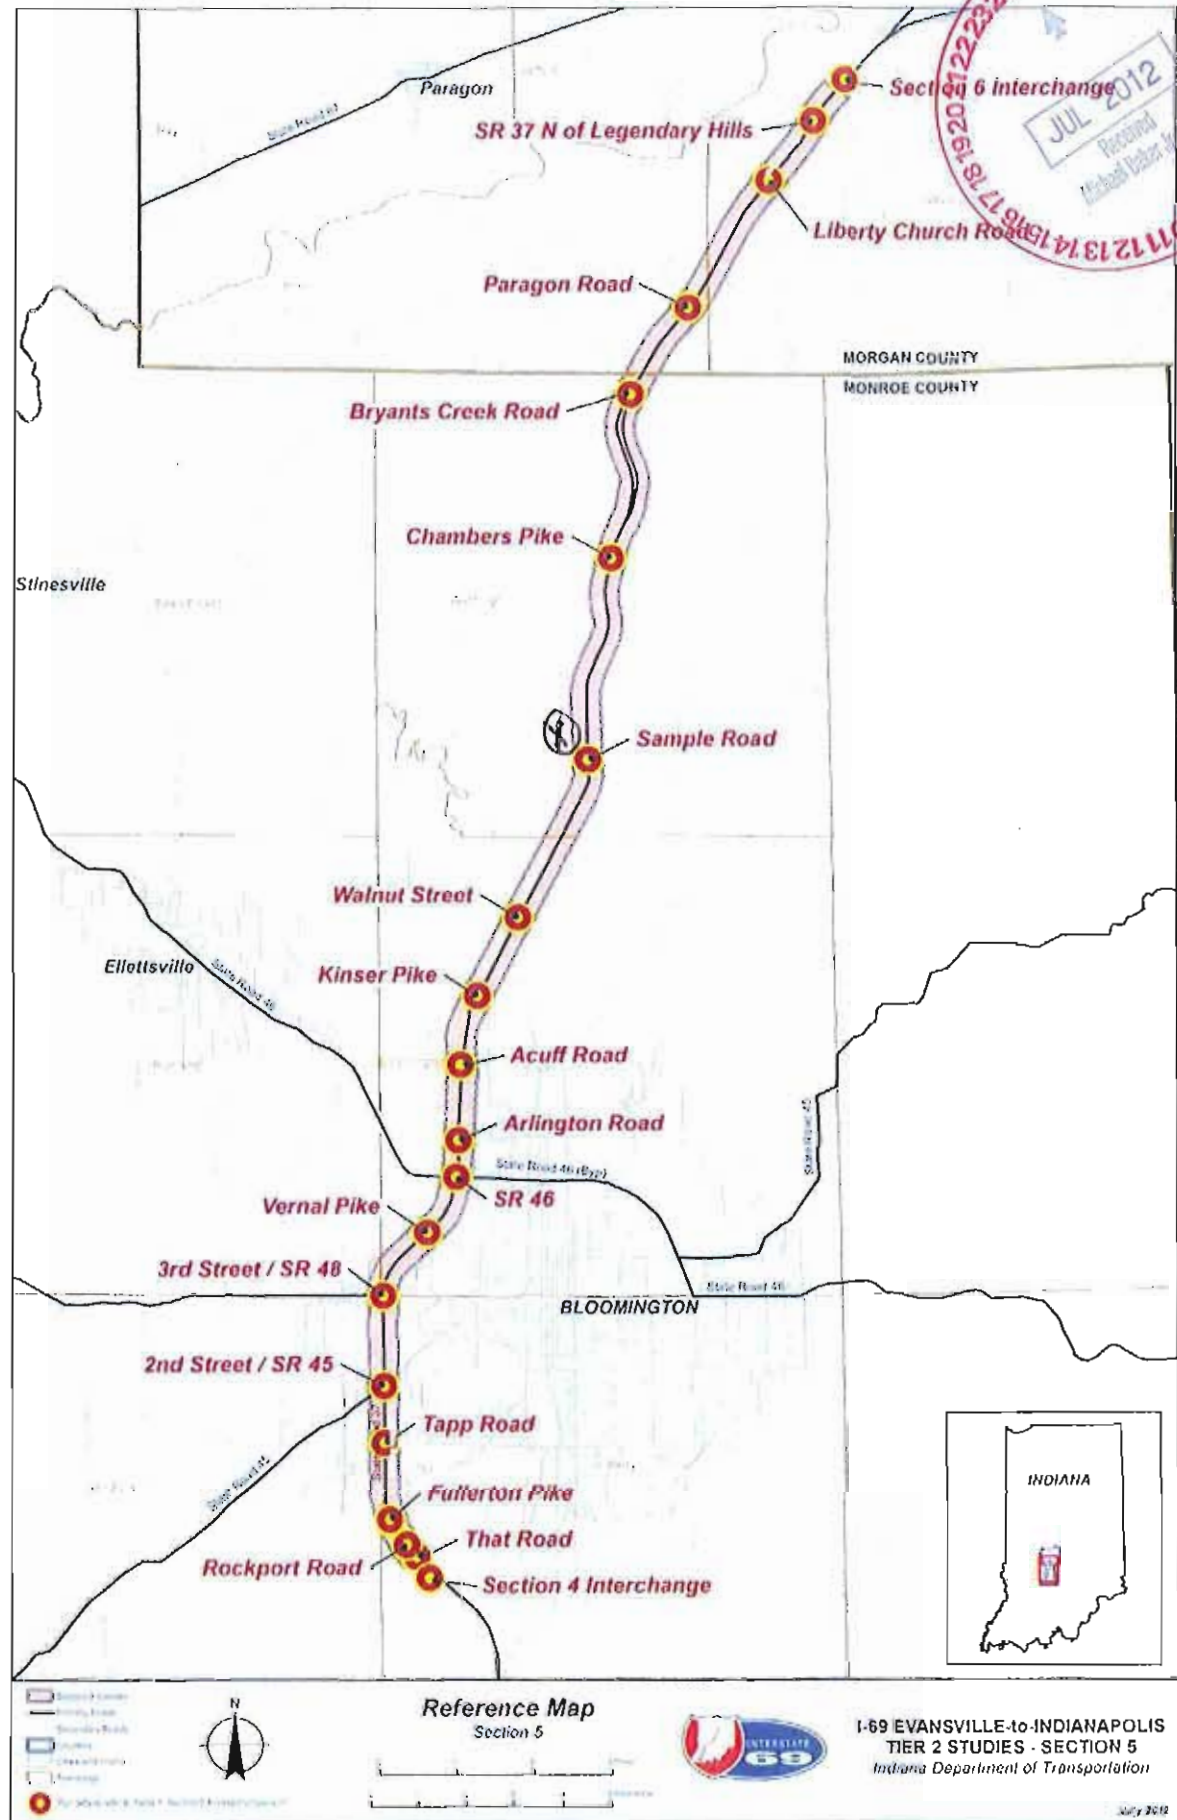 Paragon
Section 6 Interchange
SR 37 N of Legendary Hills
JUL 2012
Received
Michael Baker Jr
Liberty Church Road
Paragon Road
MORGAN COUNTY
MONROE COUNTY
Bryants Creek Road
Chambers Pike
Stinesville
Sample Road
Walnut Street
Ellettsville
State Road 46
Kinser Pike
Acuff Road
Arlington Road
State Road 46 (Byp)
State Road 45
SR 46
Vernal Pike
3rd Street / SR 48
State Road 46
BLOOMINGTON
2nd Street / SR 45
Tapp Road
State Road 45
Fullerton Pike
That Road
Rockport Road
Section 4 Interchange
INDIANA
N
Reference Map
Section 5
INTERSTATE
69
I-69 EVANSVILLE-to-INDIANAPOLIS
TIER 2 STUDIES - SECTION 5
Indiana Department of Transportation
July 2012